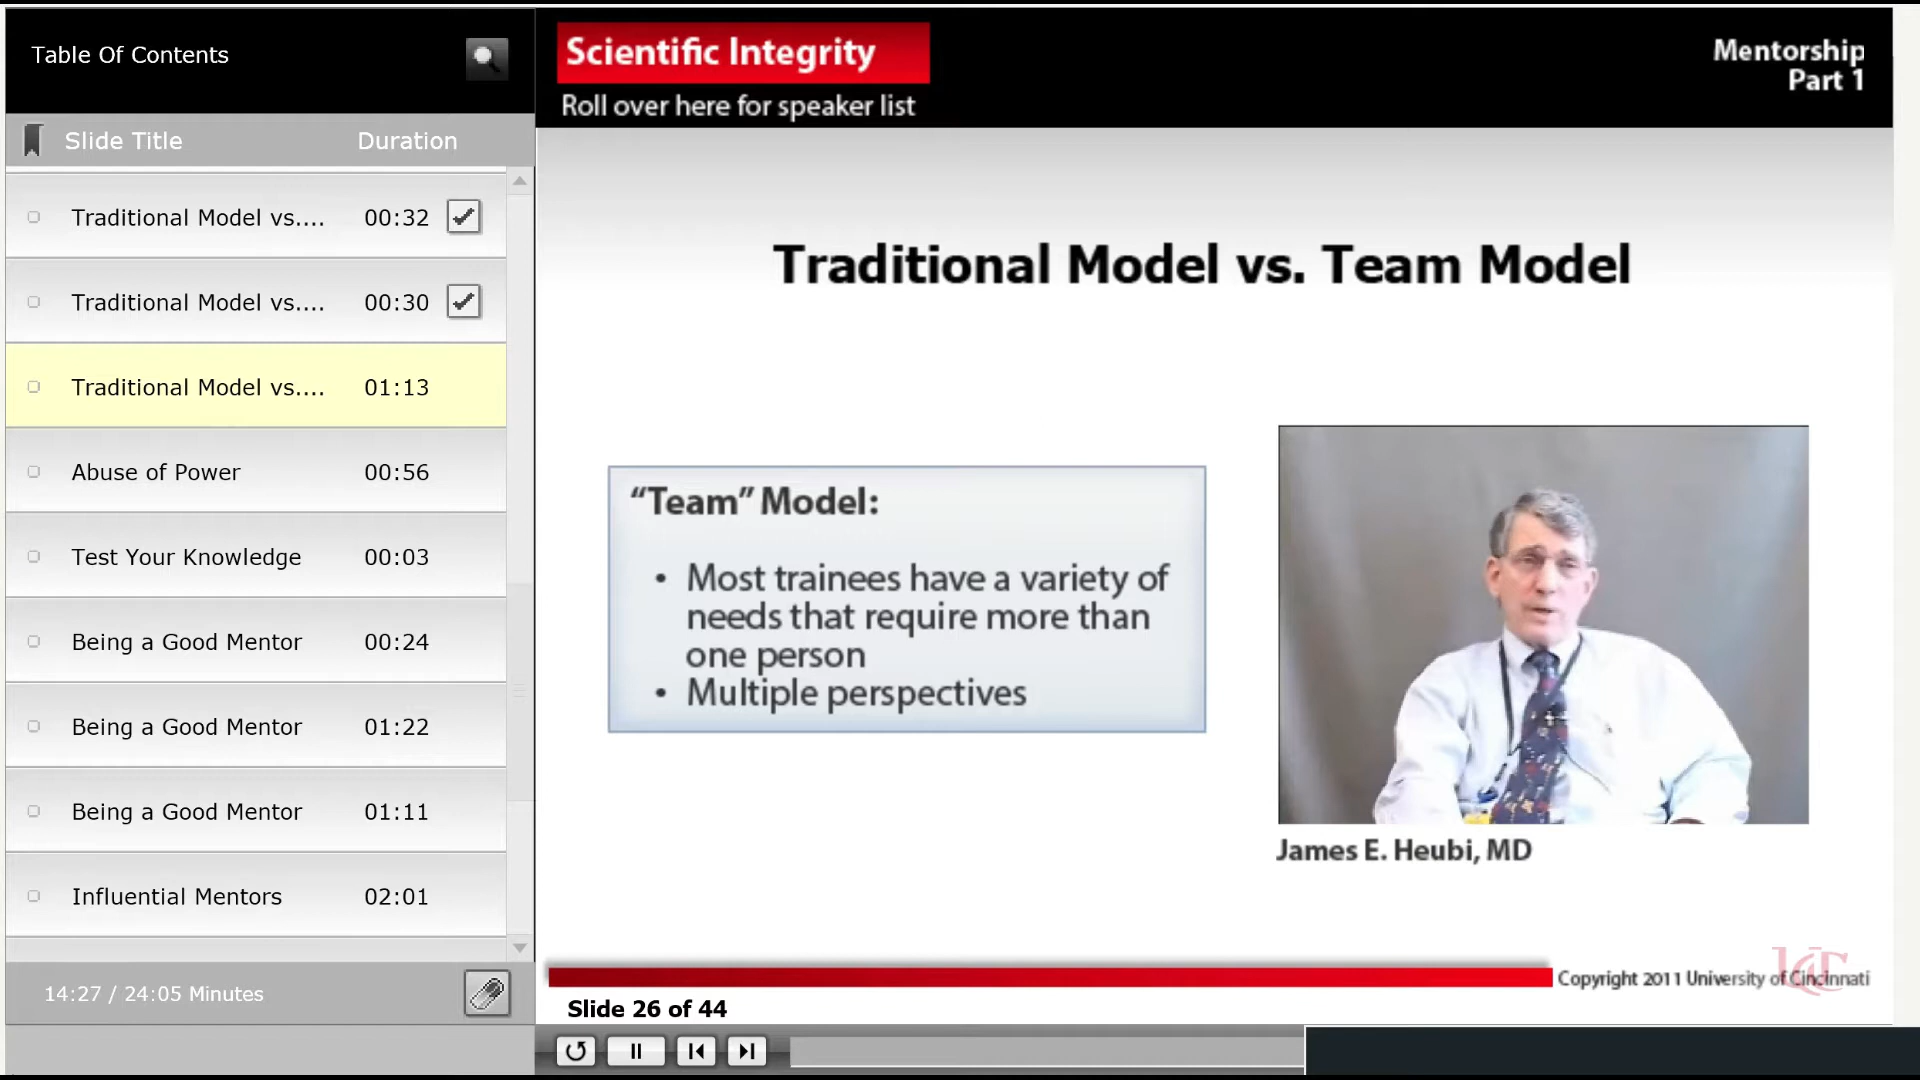 Table Of Contents
Scientific Integrity
Roll over here for speaker list
Mentorship
Part 1
Slide Title Duration
Traditional Model vs.... 00:32
Traditional Model vs.... 00:30
Traditional Model vs.... 01:13
Abuse of Power 00:56
Test Your Knowledge 00:03
Being a Good Mentor 00:24
Being a Good Mentor 01:22
Being a Good Mentor 01:11
Influential Mentors 02:01
14:27 / 24:05 Minutes
Traditional Model vs. Team Model
“Team” Model:
• Most trainees have a variety of
needs that require more than
one person
• Multiple perspectives
James E. Heubi, MD
Copyright 2011 University of Cincinnati
UC
Slide 26 of 44